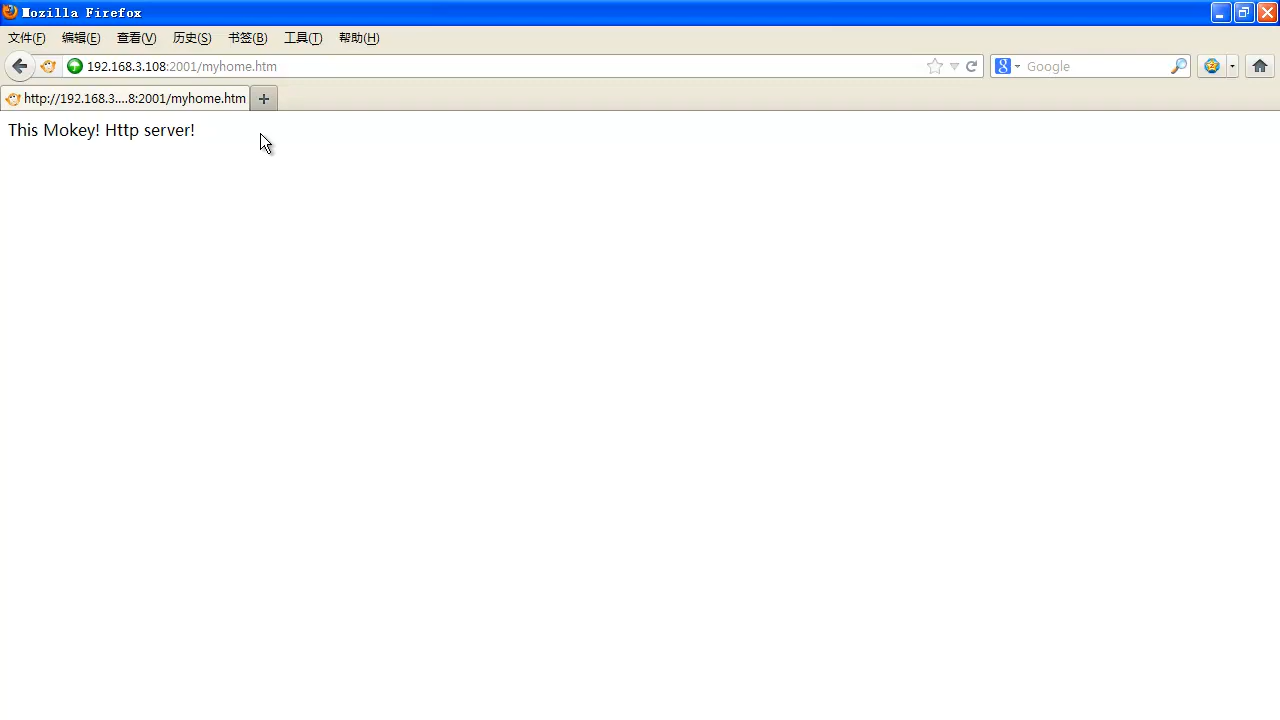 Mozilla Firefox
文件(F) 编辑(E) 查看(V) 历史(S) 书签(B) 工具(T) 帮助(H)
192.168.3.108:2001/myhome.htm Google
http://192.168.3....8:2001/myhome.htm
This Mokey! Http server!